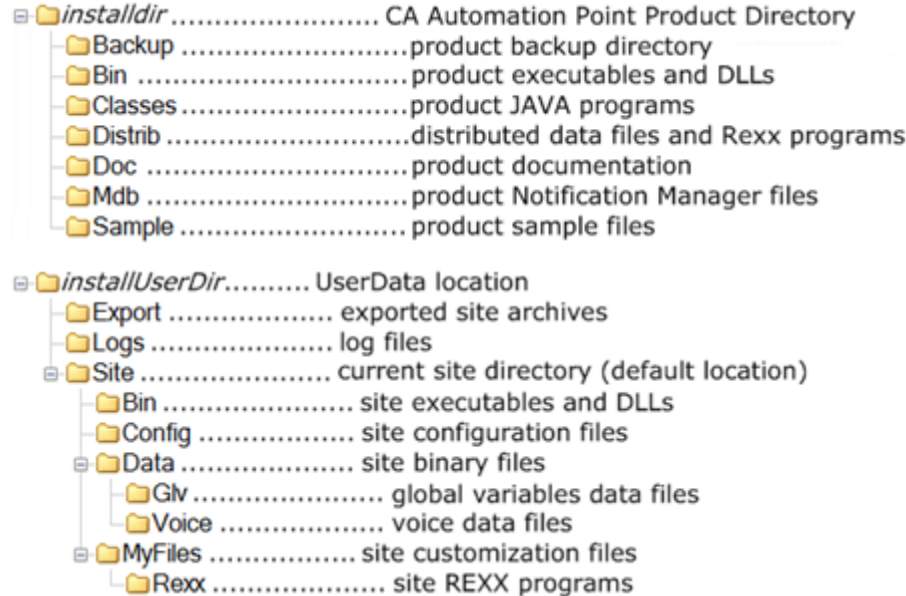 installdir ........................ CA Automation Point Product Directory
Backup ..........................product backup directory
Bin ...............................product executables and DLLs
Classes...........................product JAVA programs
Distrib ............................distributed data files and Rexx programs
Doc ...............................product documentation
Mdb ..............................product Notification Manager files
Sample .......................... product sample files
installUserDir.......... UserData location
Export ................... exported site archives
Logs ..................... log files
Site ...................... current site directory (default location)
Bin ...................... site executables and DLLs
Config .................. site configuration files
Data .................... site binary files
Glv ...................... global variables data files
Voice ................... voice data files
MyFiles ................. site customization files
Rexx .................... site REXX programs